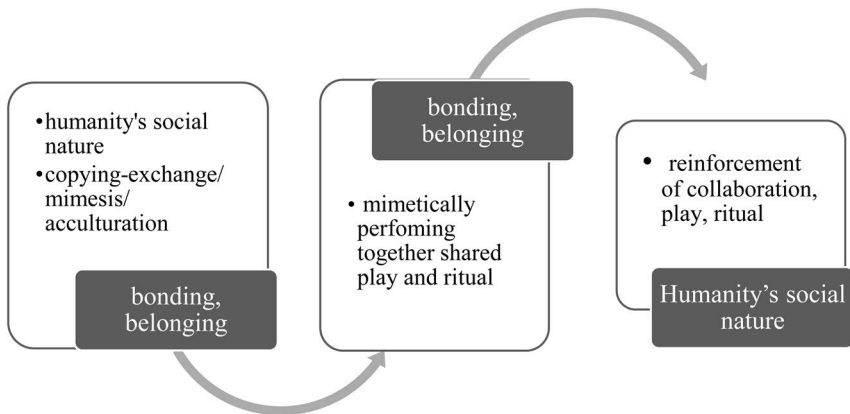 •humanity's social
nature
•copying-exchange/
mimesis/
acculturation
bonding,
belonging
bonding,
belonging
• mimetically
perfoming
together shared
play and ritual
• reinforcement
of collaboration,
play, ritual
Humanity’s social
nature